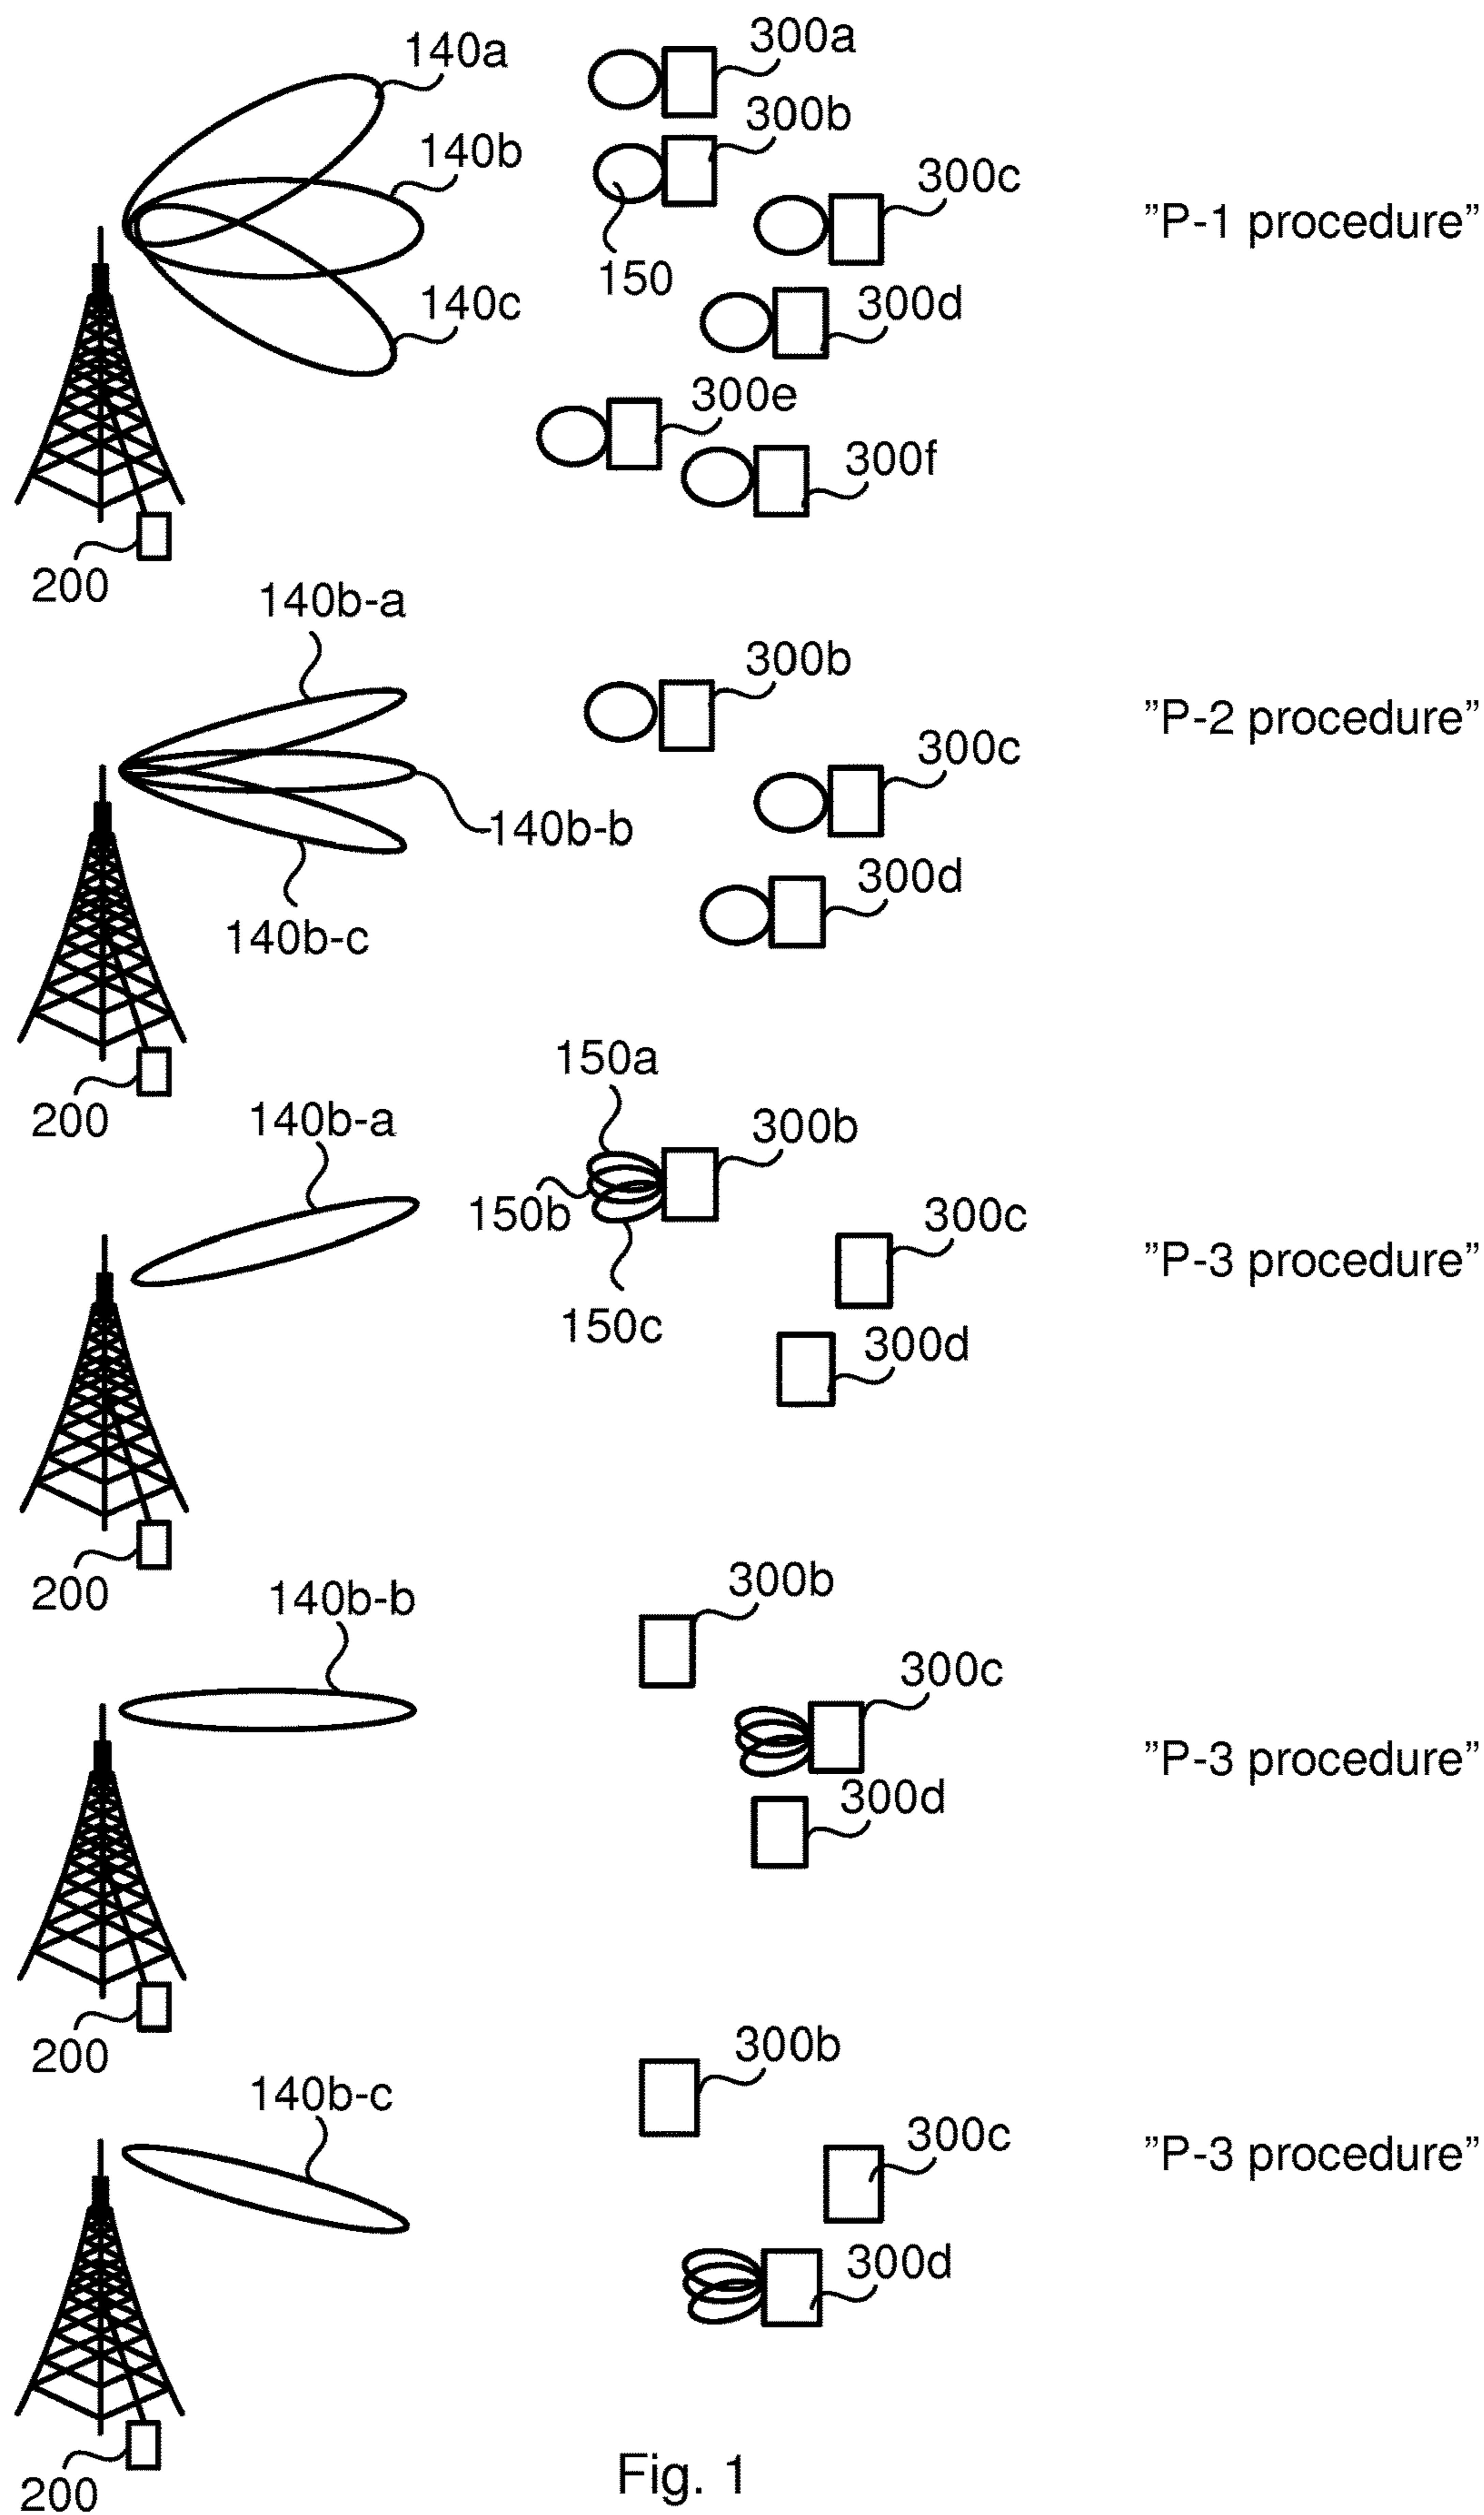 140a
300a
300b
140b
300c
"P-1 procedure"
150
140c
300d
300e
300f
200
140b-a
300b
"P-2 procedure"
300c
140b-b
300d
140b-c
150a
200
140b-a
300b
150b
300c
"P-3 procedure"
150c
300d
200
140b-b
300b
300c
"P-3 procedure"
300d
200
300b
140b-c
300c
"P-3 procedure"
300d
Fig. 1
200